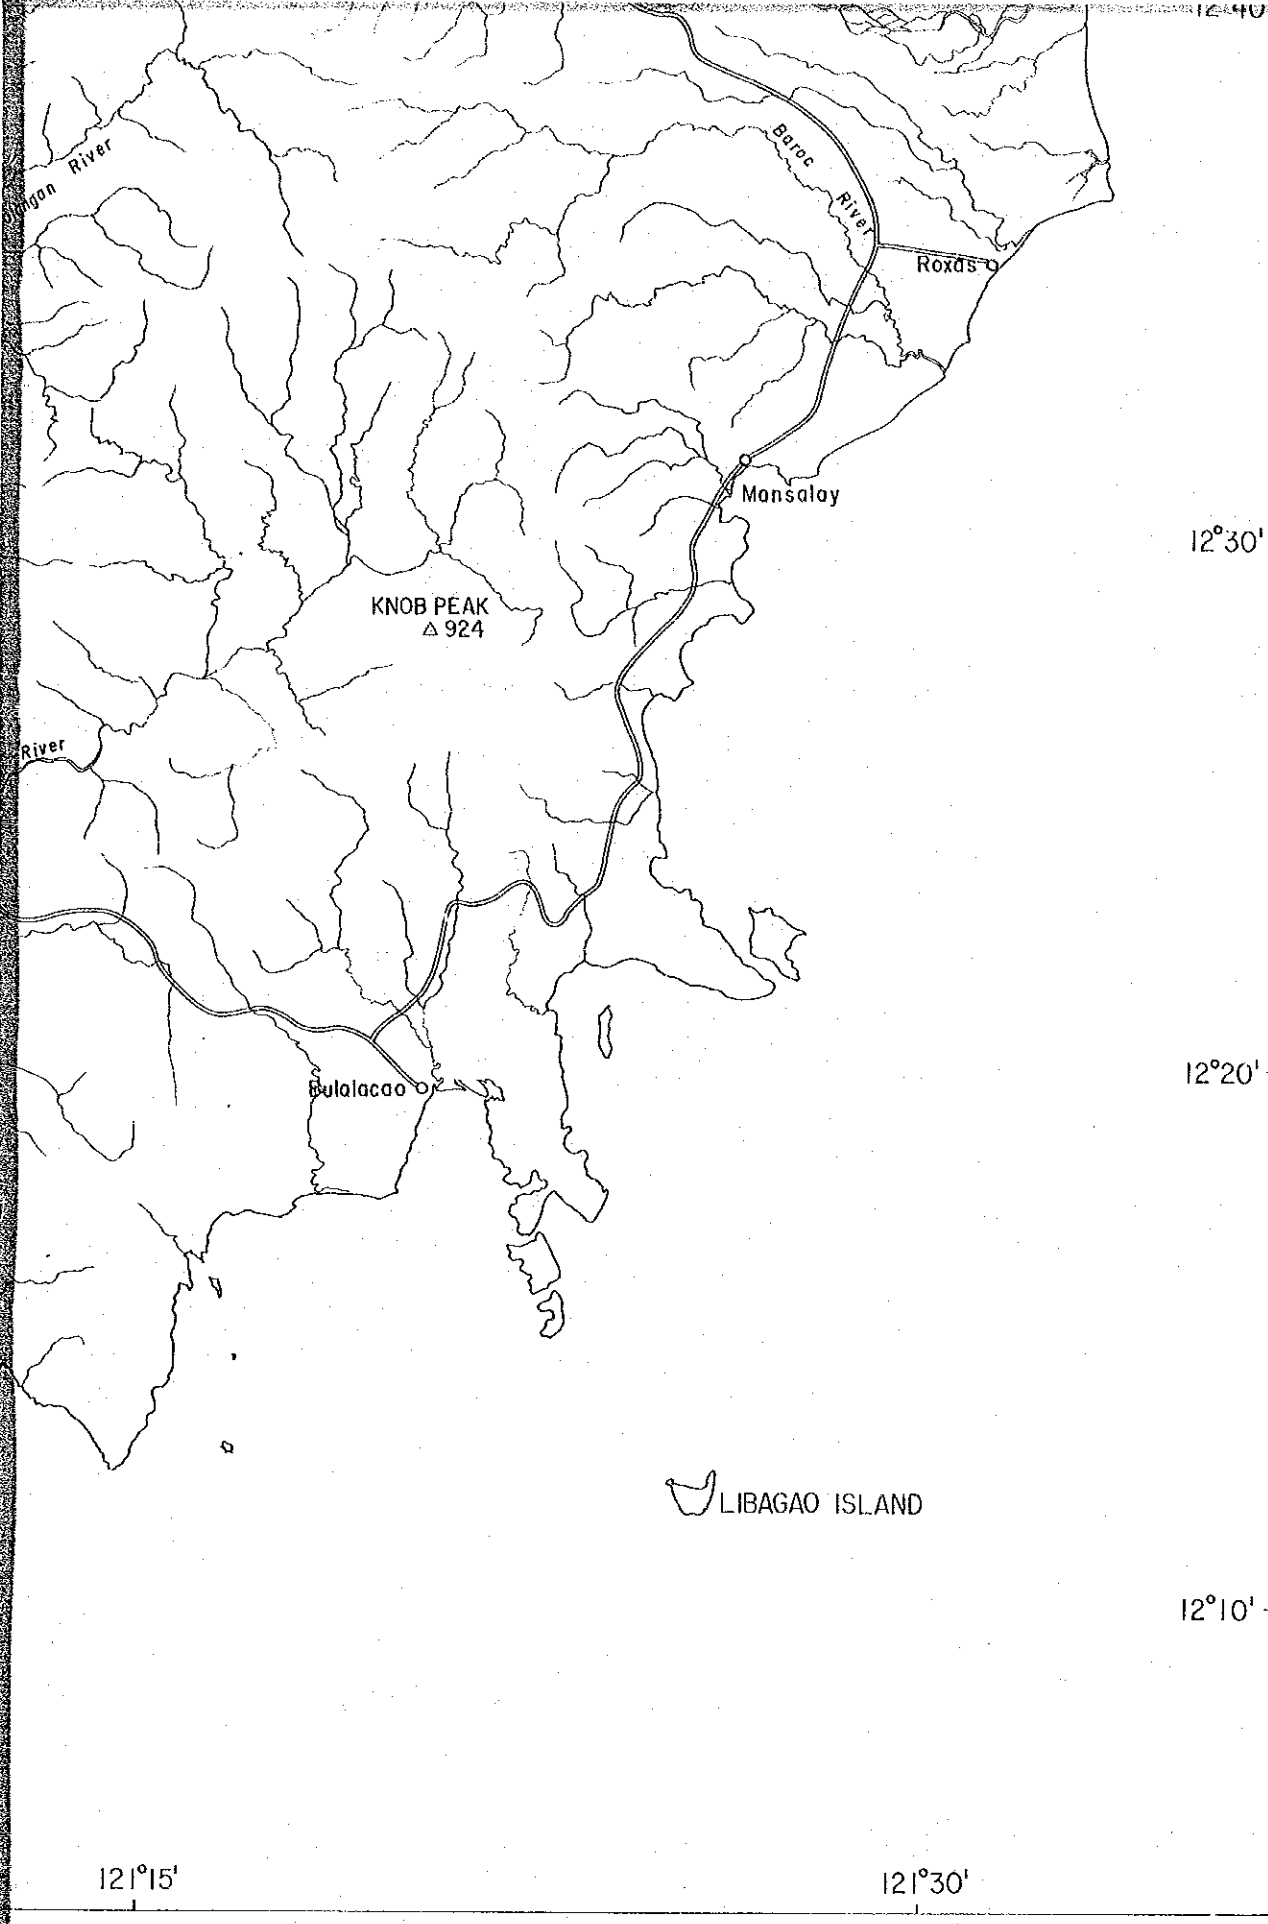 12°40'
River
Baroc
River
Roxas
Mansalay
12°30'
KNOB PEAK
△ 924
River
12°20'
Bulalacao
LIBAGAO ISLAND
12°10'
121°15'
121°30'